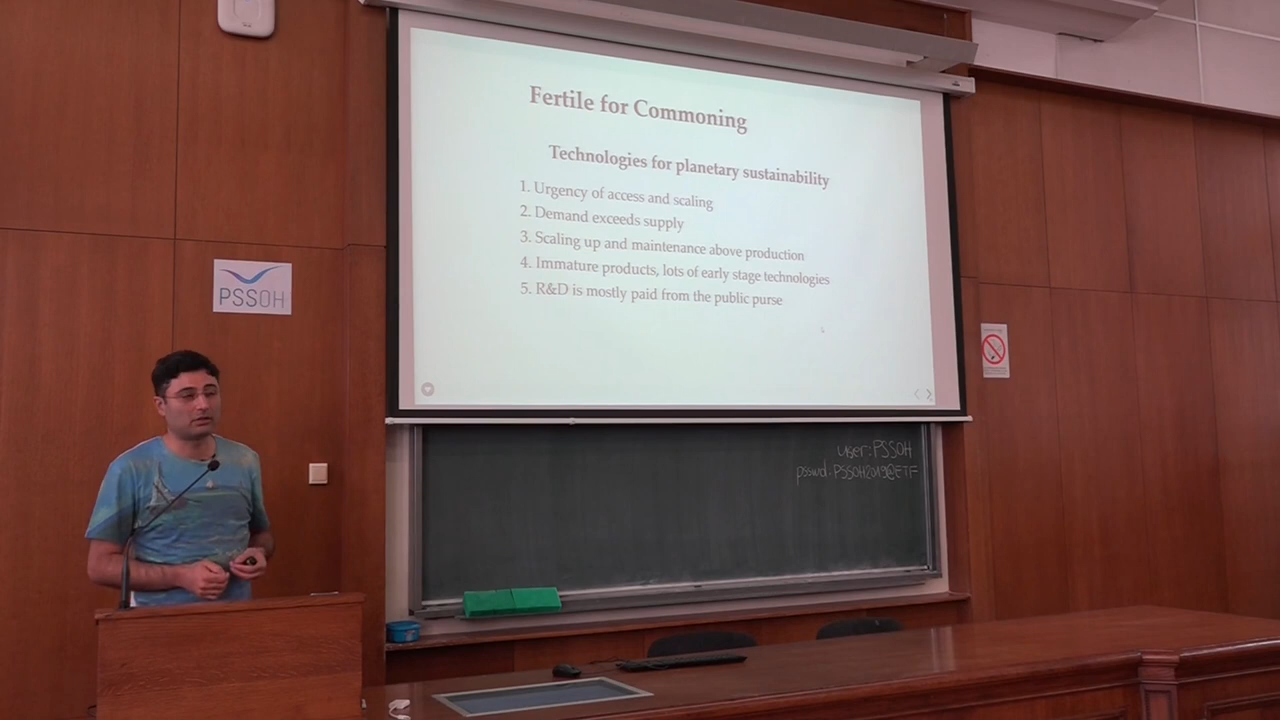 Fertile for Commoning
Technologies for planetary sustainability
1. Urgency of access and scaling
2. Demand exceeds supply
3. Scaling up and maintenance above production
4. Immature products, lots of early stage technologies
5. R&D is mostly paid from the public purse
PSSOH
user: PSSOH
psswd: PSSOH2019@ETF